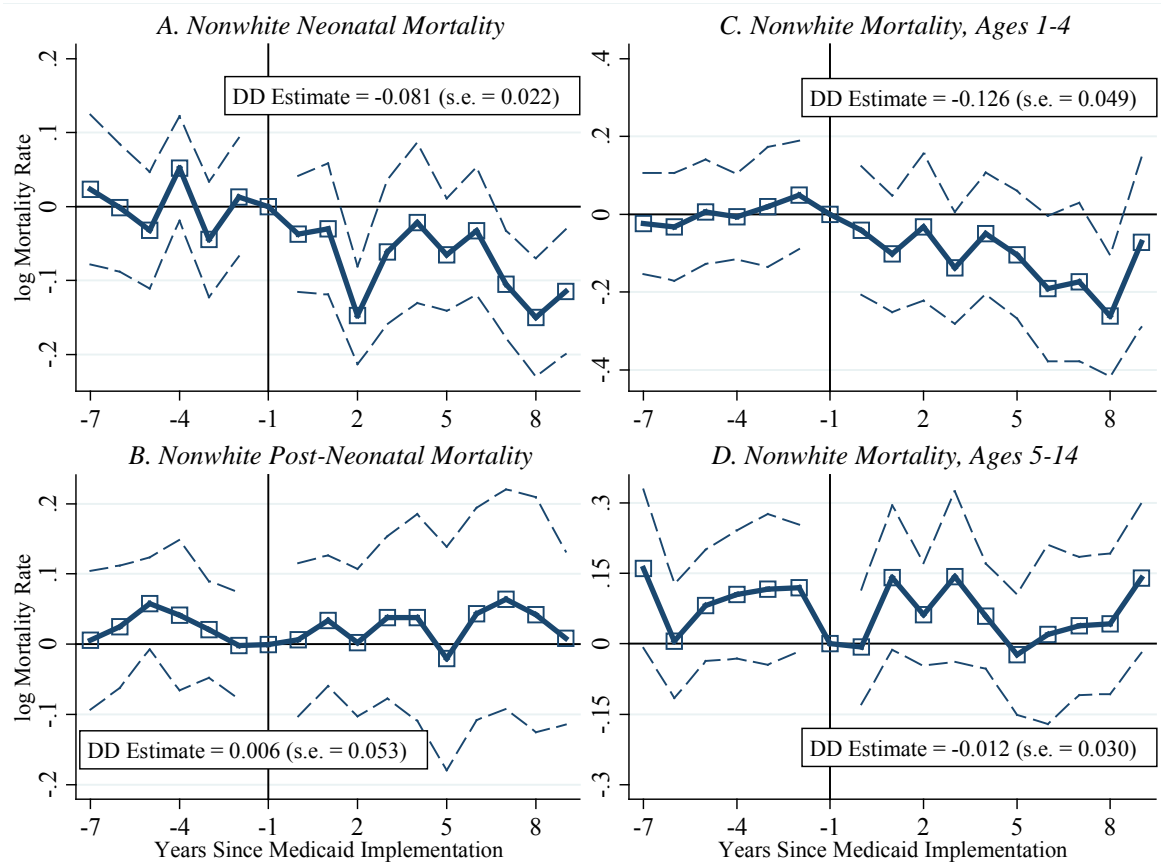 A. Nonwhite Neonatal Mortality
DD Estimate = -0.081 (s.e. = 0.022)
log Mortality Rate
.2
.1
0
-.1
-.2
-7 -4 -1 2 5 8
C. Nonwhite Mortality, Ages 1-4
DD Estimate = -0.126 (s.e. = 0.049)
.4
.2
0
-.2
-.4
-7 -4 -1 2 5 8
B. Nonwhite Post-Neonatal Mortality
log Mortality Rate
.2
.1
0
-.1
-.2
DD Estimate = 0.006 (s.e. = 0.053)
-7 -4 -1 2 5 8
Years Since Medicaid Implementation
D. Nonwhite Mortality, Ages 5-14
.3
.15
0
-.15
-.3
DD Estimate = -0.012 (s.e. = 0.030)
-7 -4 -1 2 5 8
Years Since Medicaid Implementation